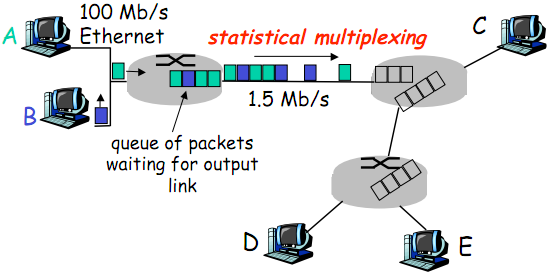 A
100 Mb/s
Ethernet
statistical multiplexing
C
B
1.5 Mb/s
queue of packets
waiting for output
link
D
E